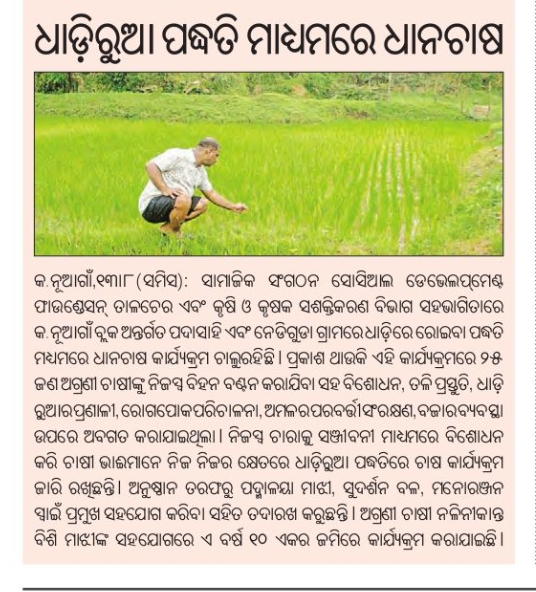 ଧାଡ଼ିରୁଆ ପଦ୍ଧତି ମାଧ୍ୟମରେ ଧାନଚାଷ
କ.ନୂଆଗାଁ,୧୩ା୮(ସମିସ): ସାମାଜିକ ସଂଗଠନ ସୋସିଆଲ ଡେଭେଲପ୍‌ମେଣ୍ଟ
ଫାଉଣ୍ଡେସନ୍ ତାଳଚେର ଏବଂ କୃଷି ଓ କୃଷକ ସଶକ୍ତିକରଣ ବିଭାଗ ସହଭାଗିତାରେ
କ.ନୂଆଗାଁ ବ୍ଲକ ଅନ୍ତର୍ଗତ ପଦାସାହି ଏବଂ ନେଡିଗୁଡା ଗ୍ରାମରେ ଧାଡ଼ିରେ ରୋଇବା ପଦ୍ଧତି
ମଧ୍ୟମରେ ଧାନଚାଷ କାର୍ଯ୍ୟକ୍ରମ ଚାଲୁରହିଛି । ପ୍ରକାଶ ଥାଉକି ଏହି କାର୍ଯ୍ୟକ୍ରମରେ ୨୫
ଜଣ ଅଗ୍ରଣୀ ଚାଷୀଙ୍କୁ ନିଜସ୍ୱ ବିହନ ବଣ୍ଟନ କରାଯିବା ସହ ବିଶୋଧନ, ତଳି ପ୍ରସ୍ତୁତି, ଧାଡ଼ି
ରୁଆର ପ୍ରଣାଳୀ, ରୋଗପୋକ ପରିଚାଳନା, ଅମଳର ପରବର୍ତ୍ତୀ ସଂରକ୍ଷଣ, ବଜାର ବ୍ୟବସ୍ଥା
ଉପରେ ଅବଗତ କରାଯାଇଥିଲା । ନିଜସ୍ୱ ଚାରାକୁ ସଞ୍ଜୀବନୀ ମାଧ୍ୟମରେ ବିଶୋଧନ
କରି ଚାଷୀ ଭାଇମାନେ ନିଜ ନିଜର କ୍ଷେତରେ ଧାଡ଼ିରୁଆ ପଦ୍ଧତିରେ ଚାଷ କାର୍ଯ୍ୟକ୍ରମ
ଜାରି ରଖିଛନ୍ତି । ଅନୁଷ୍ଠାନ ତରଫରୁ ପଦ୍ମାଳୟା ମାଝୀ, ସୁଦର୍ଶନ ବଳ, ମନୋରଞ୍ଜନ
ସ୍ୱାଇଁ ପ୍ରମୁଖ ସହଯୋଗ କରିବା ସହିତ ତଦାରଖ କରୁଛନ୍ତି । ଅଗ୍ରଣୀ ଚାଷୀ ନଳିନୀକାନ୍ତ
ବିଶି ମାଝୀଙ୍କ ସହଯୋଗରେ ଏ ବର୍ଷ ୧୦ ଏକର ଜମିରେ କାର୍ଯ୍ୟକ୍ରମ କରାଯାଇଛି ।